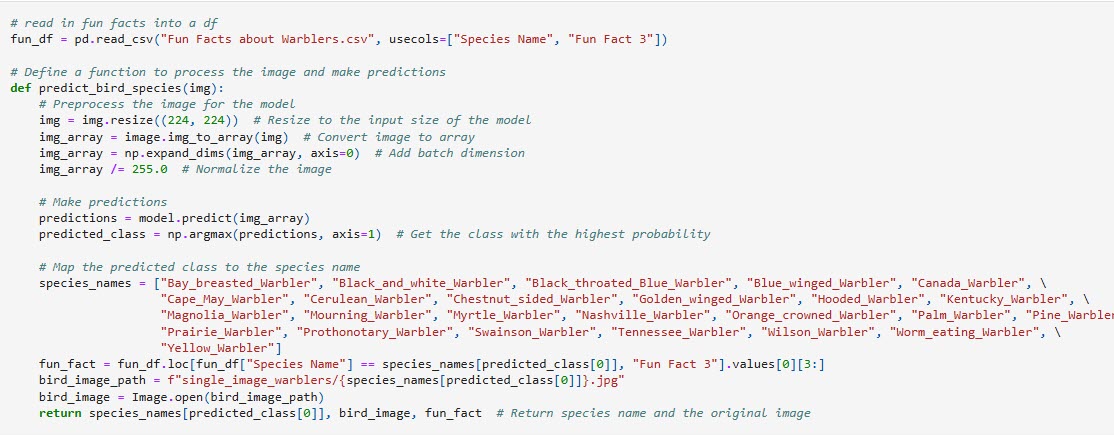 # read in fun facts into a df
fun_df = pd.read_csv("Fun Facts about Warblers.csv", usecols=["Species Name", "Fun Fact 3"])
# Define a function to process the image and make predictions
def predict_bird_species(img):
# Preprocess the image for the model
img = img.resize((224, 224))  # Resize to the input size of the model
img_array = image.img_to_array(img)  # Convert image to array
img_array = np.expand_dims(img_array, axis=0)  # Add batch dimension
img_array /= 255.0  # Normalize the image
# Make predictions
predictions = model.predict(img_array)
predicted_class = np.argmax(predictions, axis=1)  # Get the class with the highest probability
# Map the predicted class to the species name
species_names = ["Bay_breasted_Warbler", "Black_and_white_Warbler", "Black_throated_Blue_Warbler", "Blue_winged_Warbler", "Canada_Warbler", \
"Cape_May_Warbler", "Cerulean_Warbler", "Chestnut_sided_Warbler", "Golden_winged_Warbler", "Hooded_Warbler", "Kentucky_Warbler", \
"Magnolia_Warbler", "Mourning_Warbler", "Myrtle_Warbler", "Nashville_Warbler", "Orange_crowned_Warbler", "Palm_Warbler", "Pine_Warbler
"Prairie_Warbler", "Prothonotary_Warbler", "Swainson_Warbler", "Tennessee_Warbler", "Wilson_Warbler", "Worm_eating_Warbler", \
"Yellow_Warbler"]
fun_fact = fun_df.loc[fun_df["Species Name"] == species_names[predicted_class[0]], "Fun Fact 3"].values[0][3:]
bird_image_path = f"single_image_warblers/{species_names[predicted_class[0]]}.jpg"
bird_image = Image.open(bird_image_path)
return species_names[predicted_class[0]], bird_image, fun_fact  # Return species name and the original image